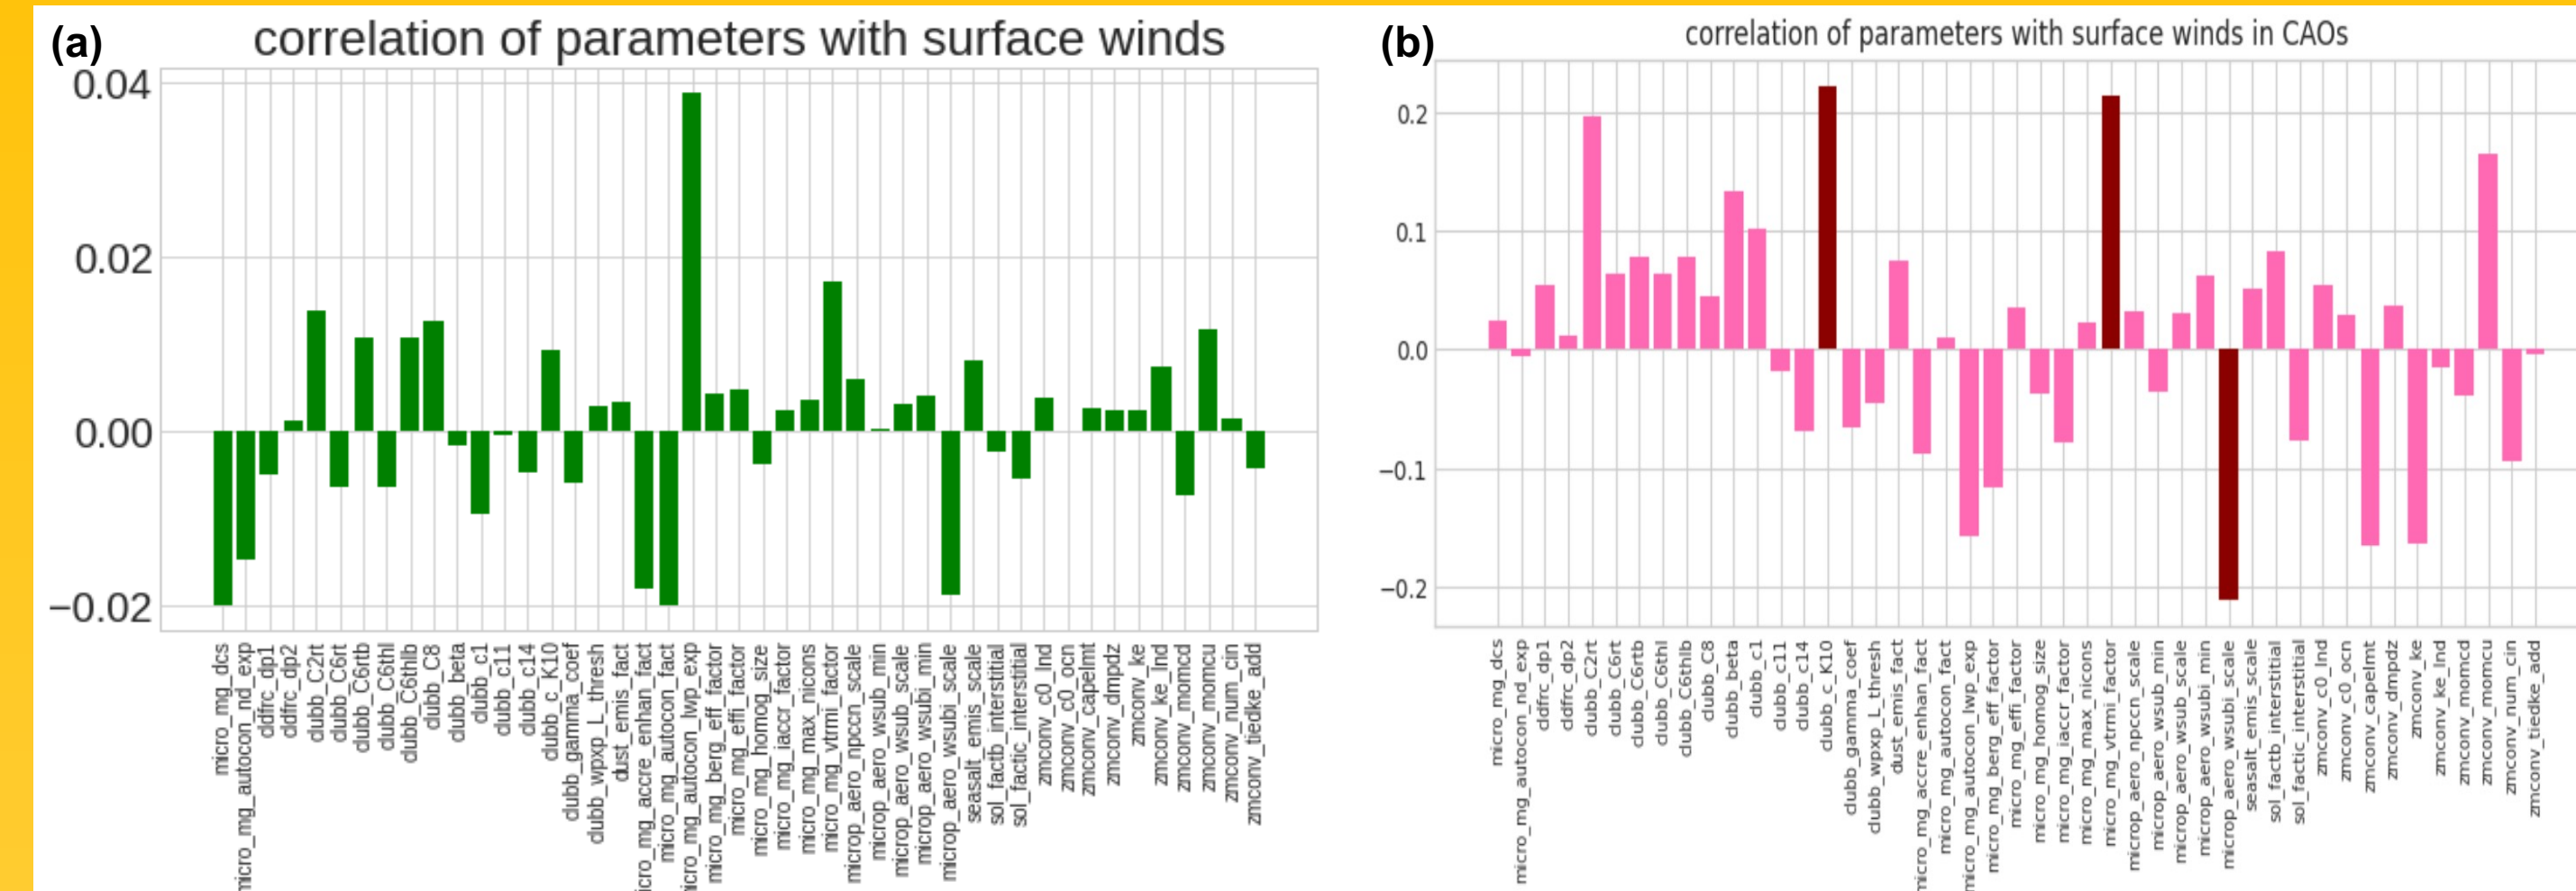 (a)
correlation of parameters with surface winds
0.04
0.02
0.00
−0.02
micro_mg_dcs
micro_mg_autocon_nd_exp
ddfrc_dp1
ddfrc_dp2
clubb_C2rt
clubb_C6rt
clubb_C6rtb
clubb_C6thl
clubb_C6thlb
clubb_C8
clubb_beta
clubb_c1
clubb_c11
clubb_c14
clubb_c_K10
clubb_gamma_coef
clubb_wpxp_L_thresh
dust_emis_fact
icro_mg_accre_enhan_fact
micro_mg_autocon_fact
micro_mg_autocon_lwp_exp
micro_mg_berg_eff_factor
micro_mg_effi_factor
micro_mg_homog_size
micro_mg_iaccr_factor
micro_mg_max_nicons
micro_mg_vtrmi_factor
microp_aero_npccn_scale
microp_aero_wsub_min
microp_aero_wsub_scale
microp_aero_wsubi_min
microp_aero_wsubi_scale
seasalt_emis_scale
sol_factb_interstitial
sol_factic_interstitial
zmconv_c0_lnd
zmconv_c0_ocn
zmconv_capelmt
zmconv_dmpdz
zmconv_ke
zmconv_ke_lnd
zmconv_momcd
zmconv_momcu
zmconv_num_cin
zmconv_tiedke_add
(b)
correlation of parameters with surface winds in CAOs
0.2
0.1
0.0
−0.1
−0.2
micro_mg_dcs
micro_mg_autocon_nd_exp
ddfrc_dp1
ddfrc_dp2
clubb_C2rt
clubb_C6rt
clubb_C6rtb
clubb_C6thl
clubb_C6thlb
clubb_C8
clubb_beta
clubb_c1
clubb_c11
clubb_c14
clubb_c_K10
clubb_gamma_coef
clubb_wpxp_L_thresh
dust_emis_fact
micro_mg_accre_enhan_fact
micro_mg_autocon_fact
micro_mg_autocon_lwp_exp
micro_mg_berg_eff_factor
micro_mg_effi_factor
micro_mg_homog_size
micro_mg_iaccr_factor
micro_mg_max_nicons
micro_mg_vtrmi_factor
microp_aero_npccn_scale
microp_aero_wsub_min
microp_aero_wsub_scale
microp_aero_wsubi_min
microp_aero_wsubi_scale
seasalt_emis_scale
sol_factb_interstitial
sol_factic_interstitial
zmconv_c0_lnd
zmconv_c0_ocn
zmconv_capelmt
zmconv_dmpdz
zmconv_ke
zmconv_ke_lnd
zmconv_momcd
zmconv_momcu
zmconv_num_cin
zmconv_tiedke_add